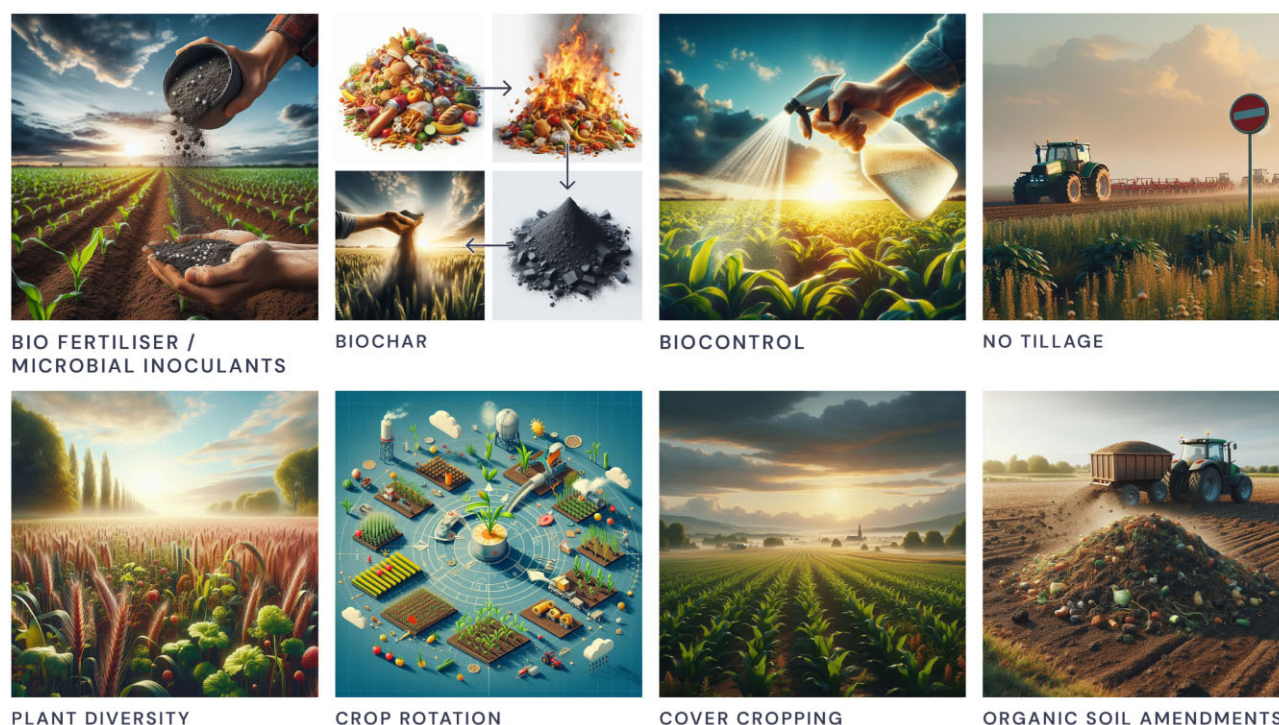 BIO FERTILISER /
MICROBIAL INOCULANTS
BIOCHAR
BIOCONTROL
NO TILLAGE
PLANT DIVERSITY
CROP ROTATION
COVER CROPPING
ORGANIC SOIL AMENDMENTS